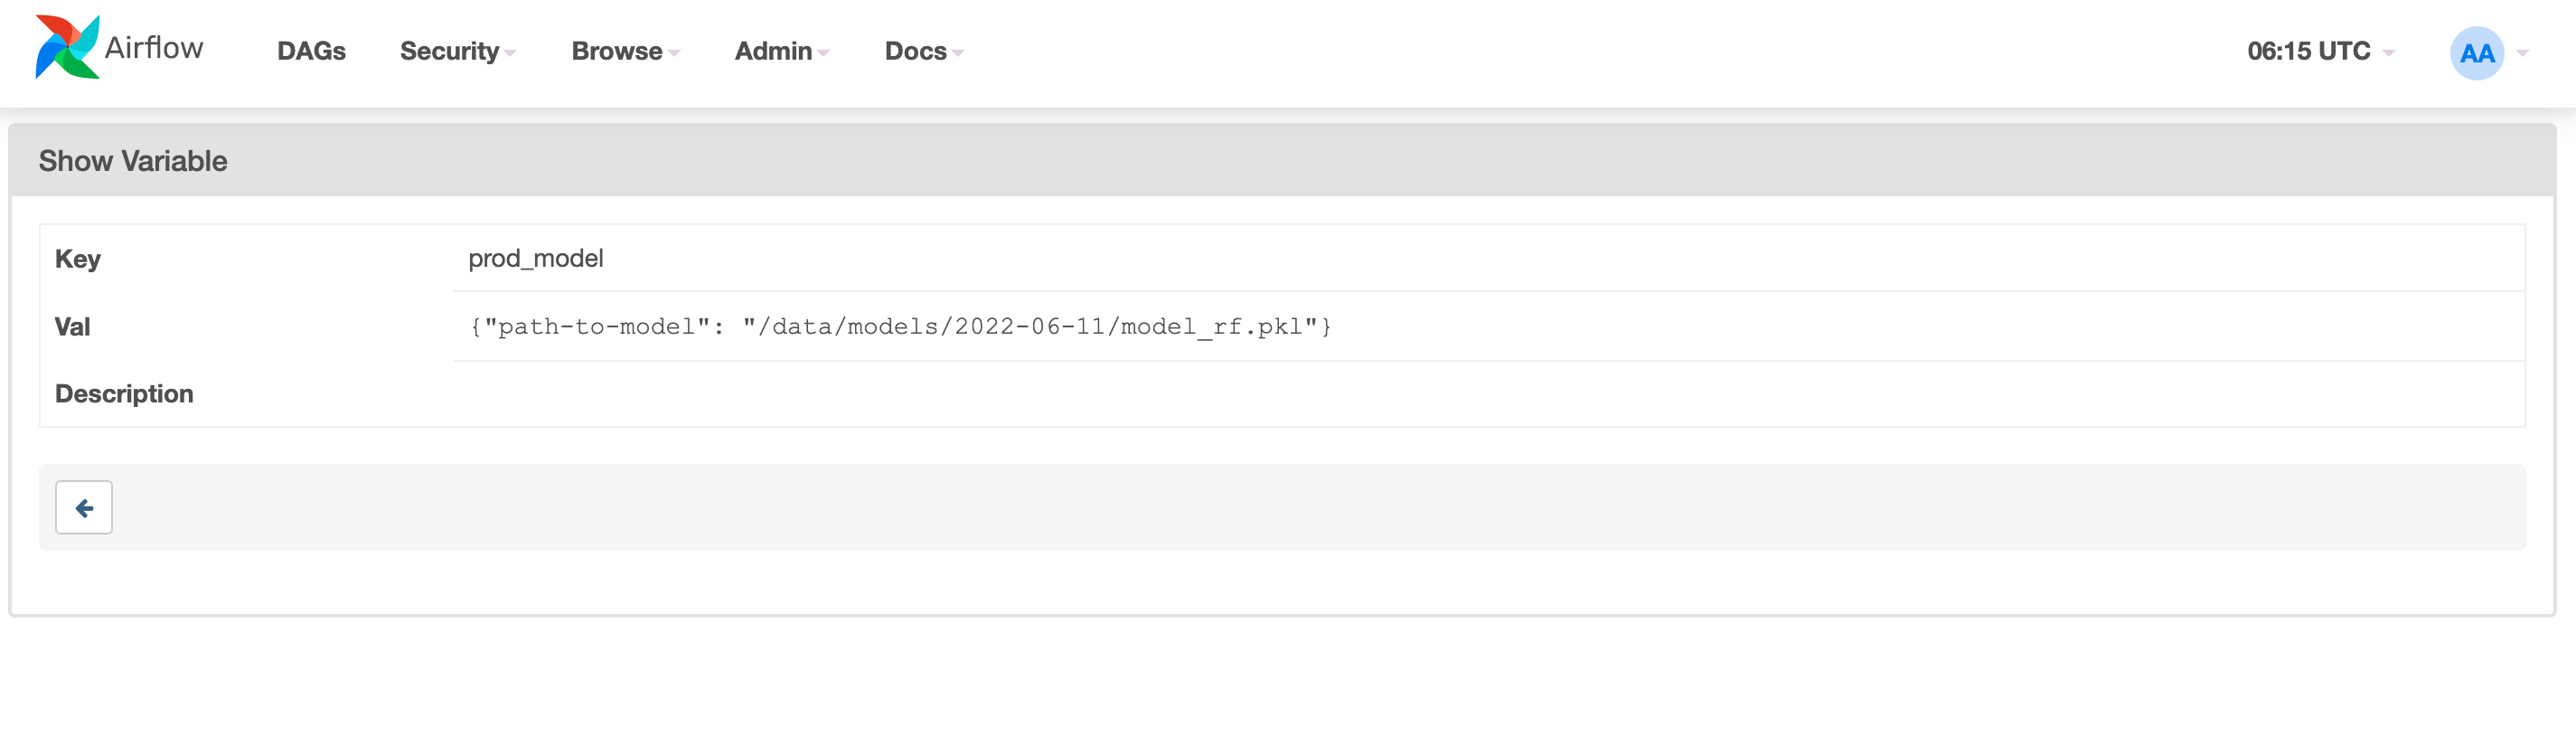 Airflow DAGs Security Browse Admin Docs 06:15 UTC AA
Show Variable
Key prod_model
Val {"path-to-model": "/data/models/2022-06-11/model_rf.pkl"}
Description